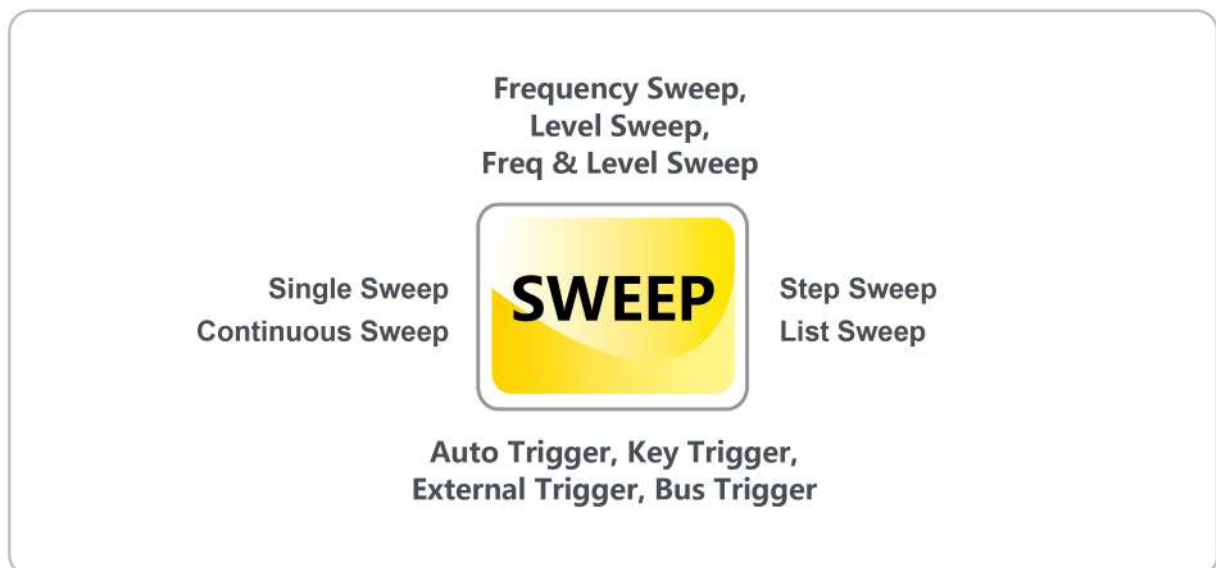 Frequency Sweep,
Level Sweep,
Freq & Level Sweep
Single Sweep
Continuous Sweep
SWEEP
Step Sweep
List Sweep
Auto Trigger, Key Trigger,
External Trigger, Bus Trigger